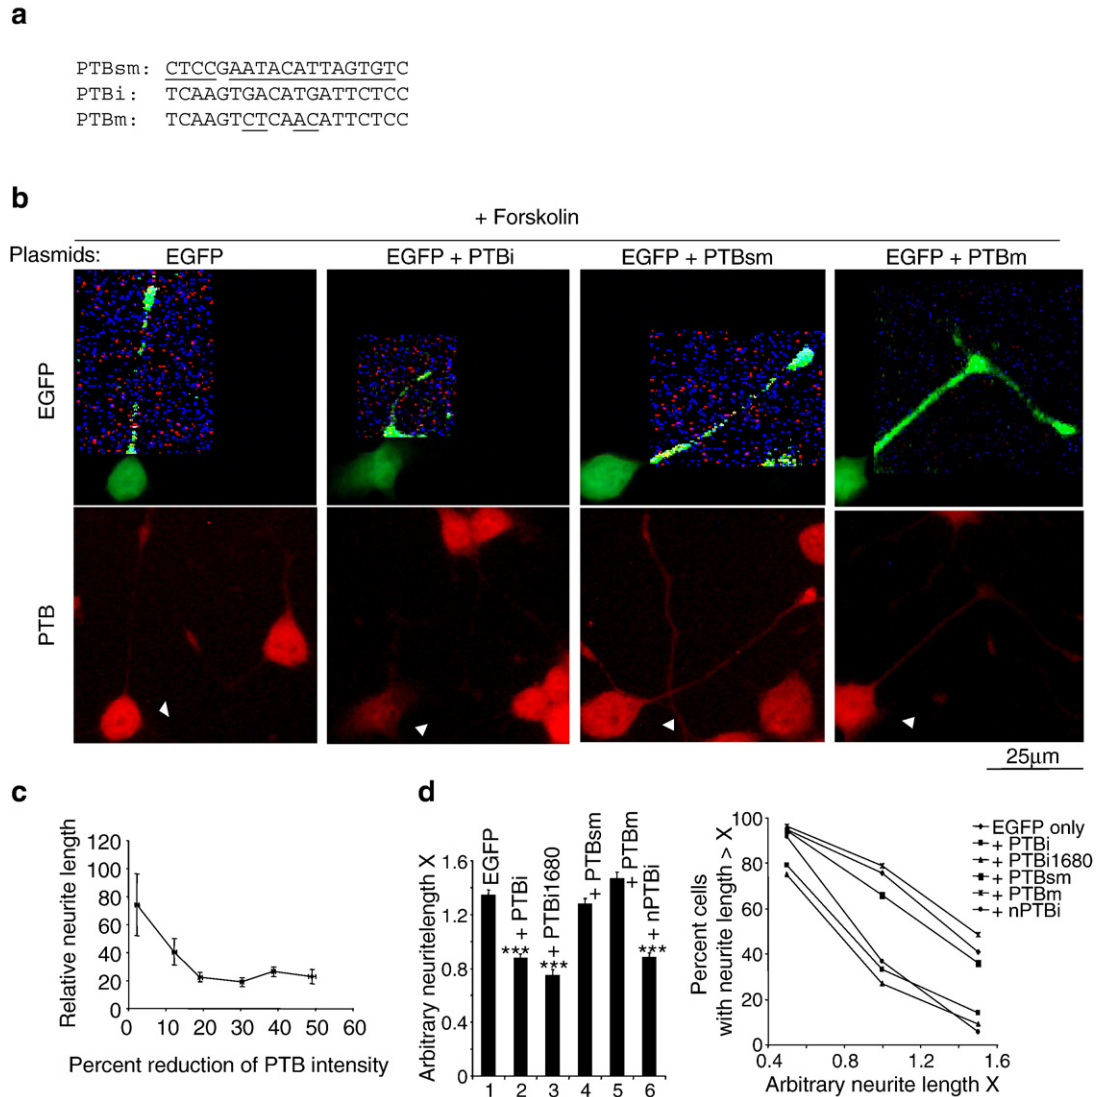 a
PTBsm: CTCCGAATACATTAGTGTC
PTBi: TCAAGTGACATGATTCTCC
PTBm: TCAAGTCTCAACATTCTCC
b
+ Forskolin
Plasmids: EGFP EGFP + PTBi EGFP + PTBsm EGFP + PTBm
EGFP
PTB
25μm
c
Relative neurite length
120
100
80
60
40
20
0
0 10 20 30 40 50 60
Percent reduction of PTB intensity
d
Arbitrary neuritelength X
1.6
1.2
0.8
0.4
0
EGFP
+ PTBi
+ PTBi1680
+ PTBsm
+ PTBm
+ nPTBi
*** *** ***
1 2 3 4 5 6
Percent cells
with neurite length > X
100
80
60
40
20
0
0.4 0.8 1.2 1.6
Arbitrary neurite length X
EGFP only
+ PTBi
+ PTBi1680
+ PTBsm
+ PTBm
+ nPTBi